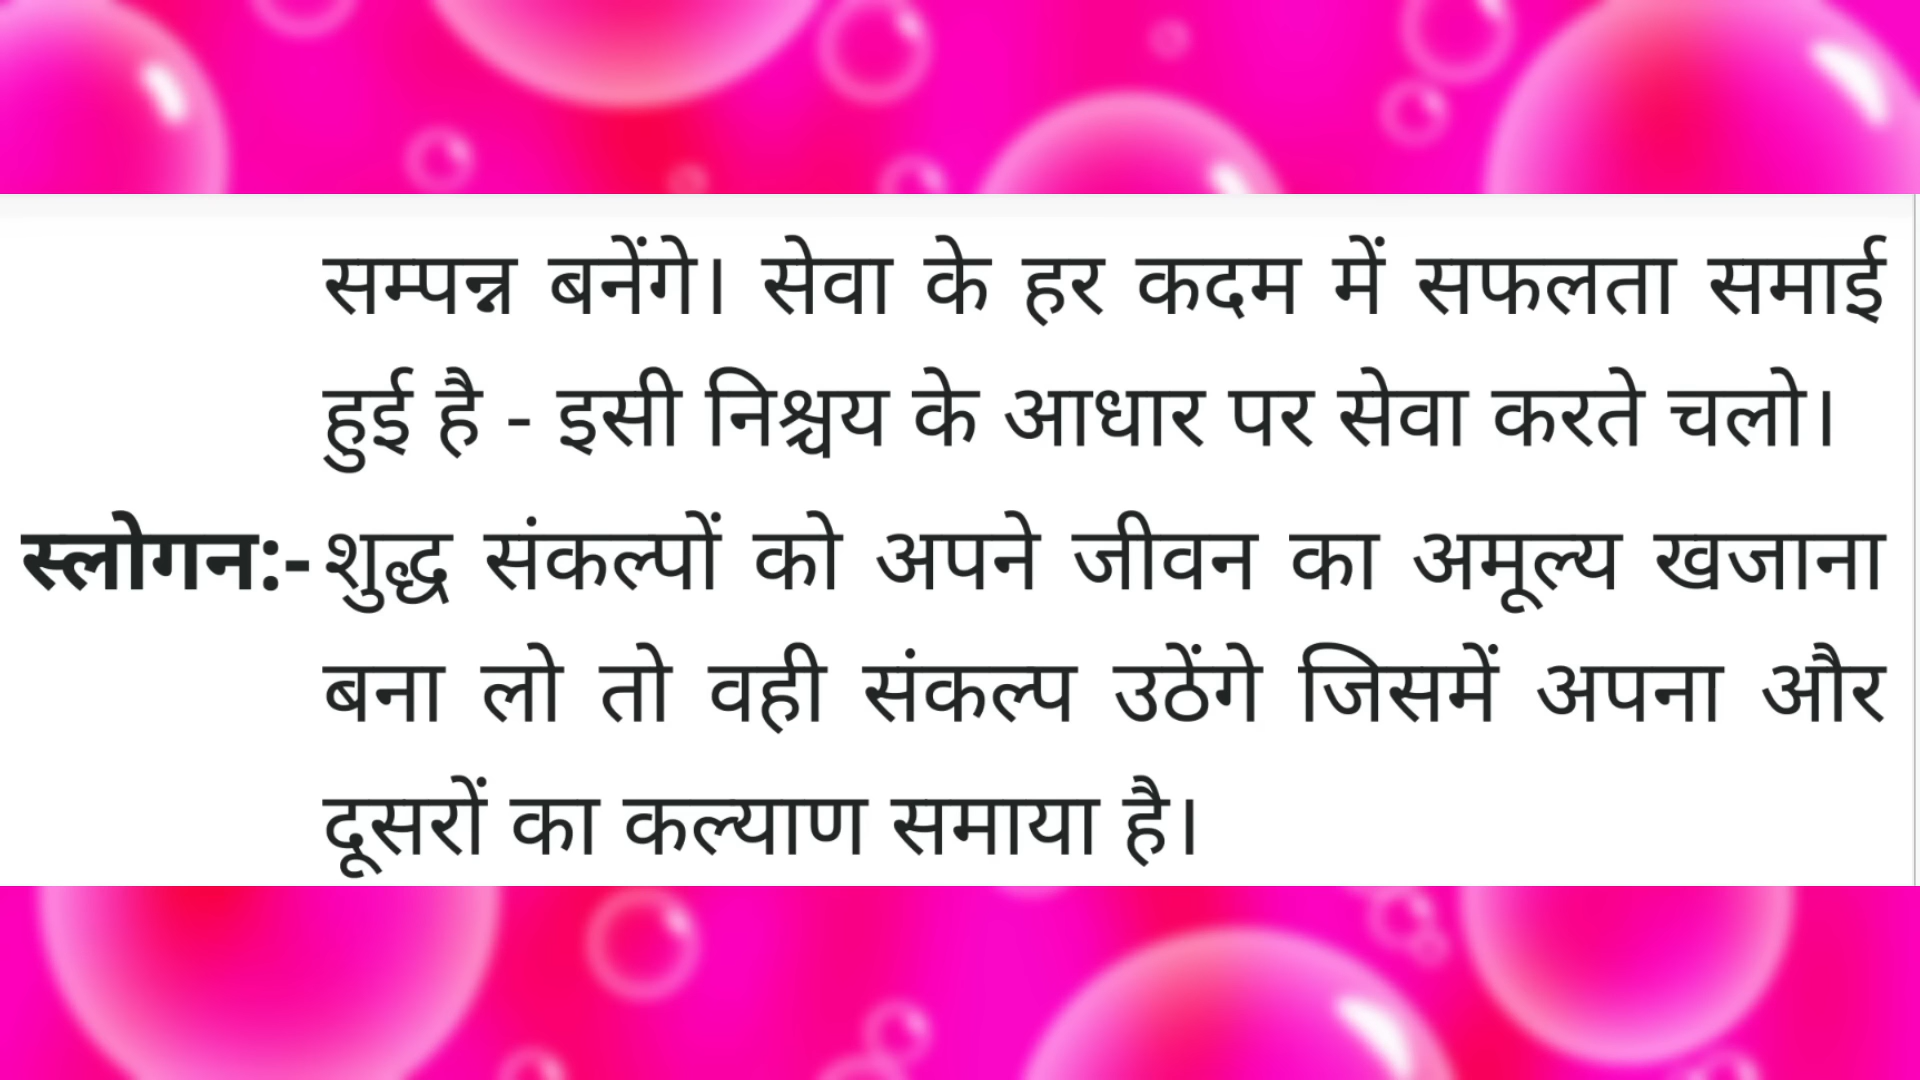 सम्पन्न बनेंगे। सेवा के हर कदम में सफलता समाई
हुई है - इसी निश्चय के आधार पर सेवा करते चलो।
स्लोगन:- शुद्ध संकल्पों को अपने जीवन का अमूल्य खजाना
बना लो तो वही संकल्प उठेंगे जिसमें अपना और
दूसरों का कल्याण समाया है।